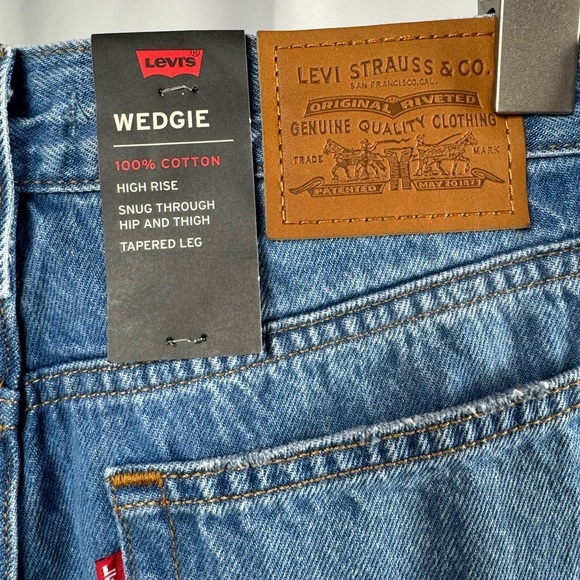 Levi's
WEDGIE
100% COTTON
HIGH RISE
SNUG THROUGH
HIP AND THIGH
TAPERED LEG
LEVI STRAUSS & CO.
SAN FRANCISCO, CAL.
ORIGINAL RIVETED
GENUINE QUALITY CLOTHING
TRADE MARK
PATENTED MAY 20 1873